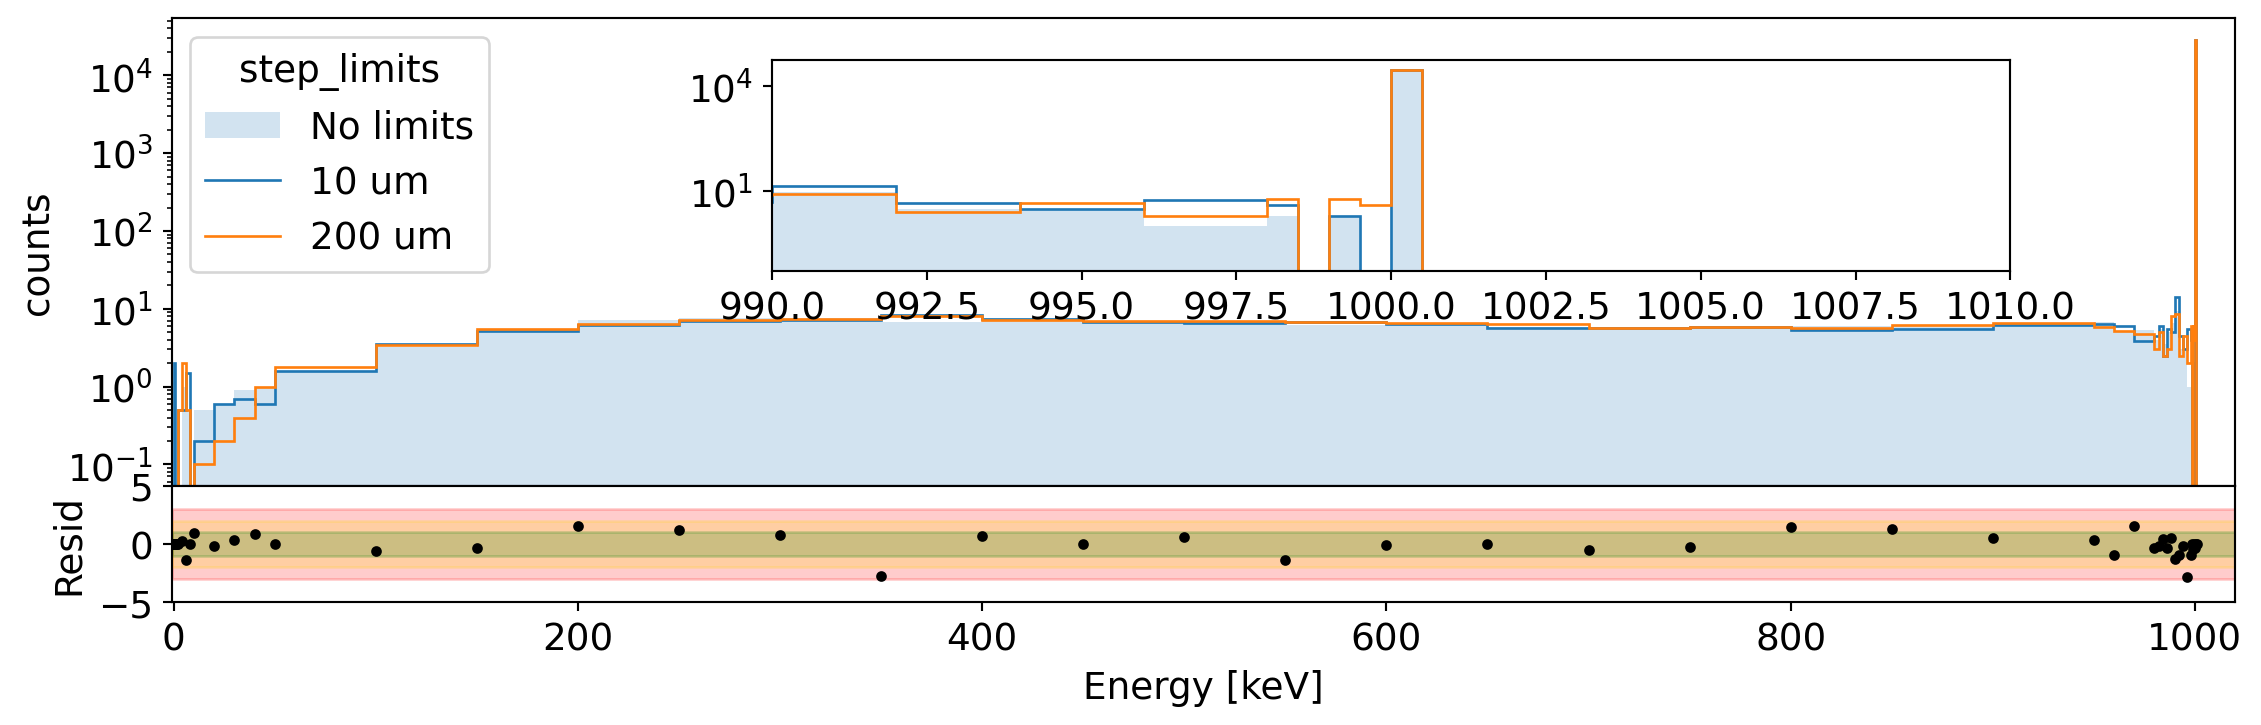 step_limits
No limits
10 um
200 um
counts
10^4
10^3
10^2
10^1
10^0
10^-1
10^4
10^1
990.0 992.5 995.0 997.5 1000.0 1002.5 1005.0 1007.5 1010.0
Resid
5
0
−5
0 200 400 600 800 1000
Energy [keV]